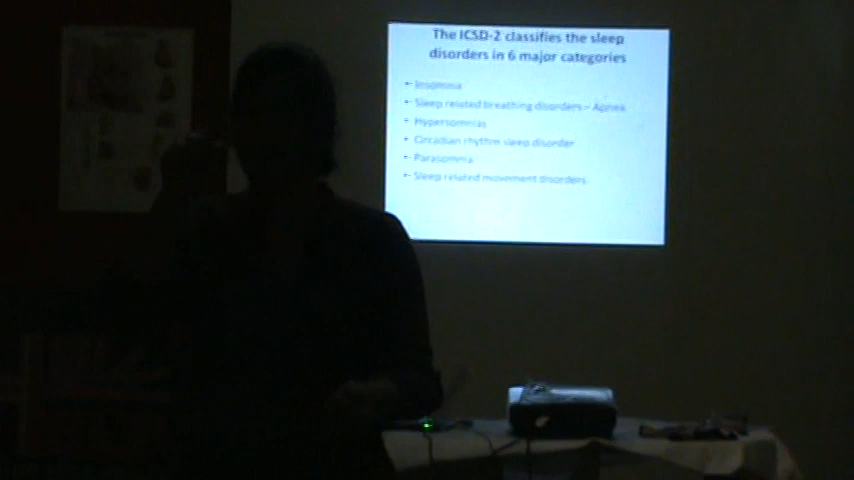 The ICSD-2 classifies the sleep
disorders in 6 major categories
Insomnia
Sleep related breathing disorders – Apnea
Hypersomnias
Circadian rhythm sleep disorder
Parasomnia
Sleep related movement disorders